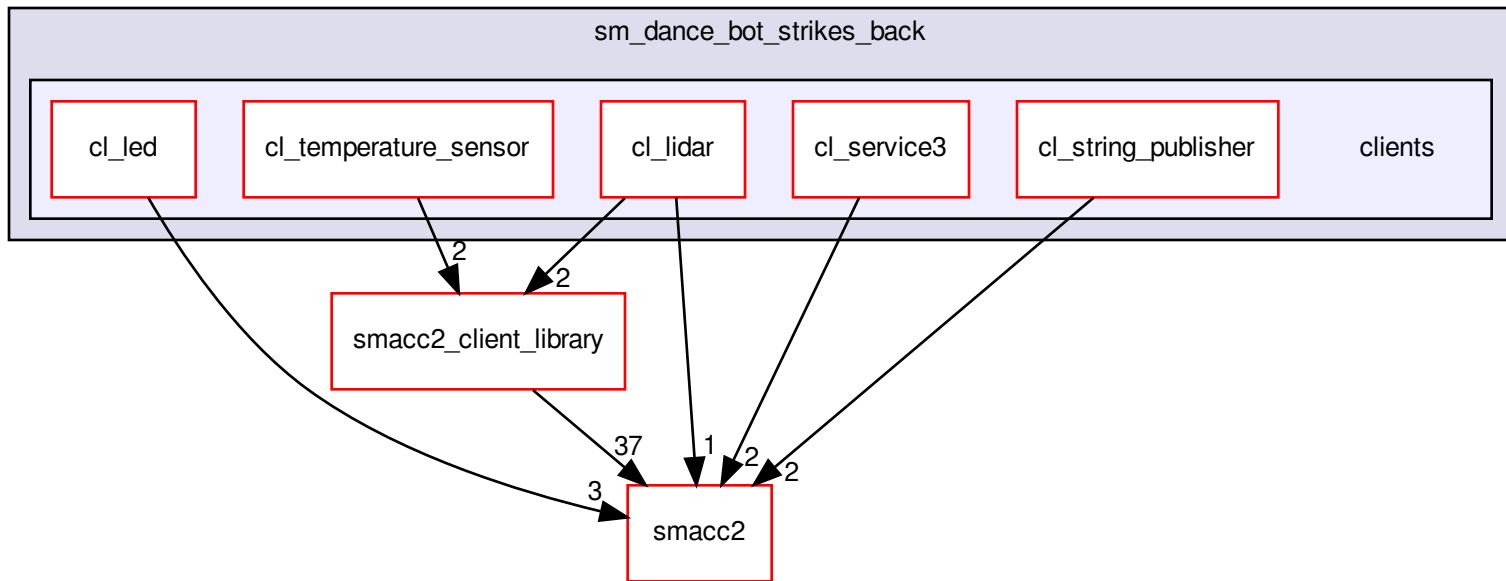 sm_dance_bot_strikes_back
cl_led
cl_temperature_sensor
cl_lidar
cl_service3
cl_string_publisher
clients
2
2
smacc2_client_library
37
1
2
2
3
smacc2